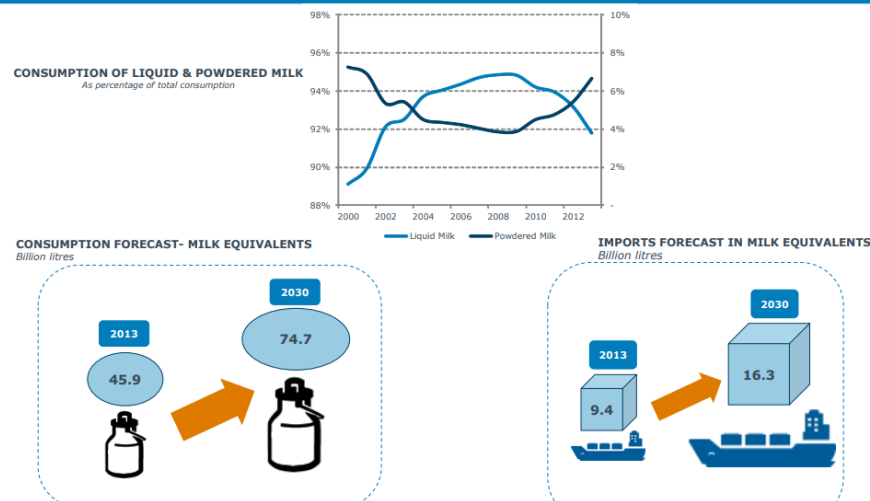 CONSUMPTION OF LIQUID & POWDERED MILK
As percentage of total consumption
98%
96%
94%
92%
90%
88%
10%
8%
6%
4%
2%
-
2000 2002 2004 2006 2008 2010 2012
Liquid Milk Powdered Milk
CONSUMPTION FORECAST- MILK EQUIVALENTS
Billion litres
2013
45.9
2030
74.7
IMPORTS FORECAST IN MILK EQUIVALENTS
Billion litres
2013
9.4
2030
16.3